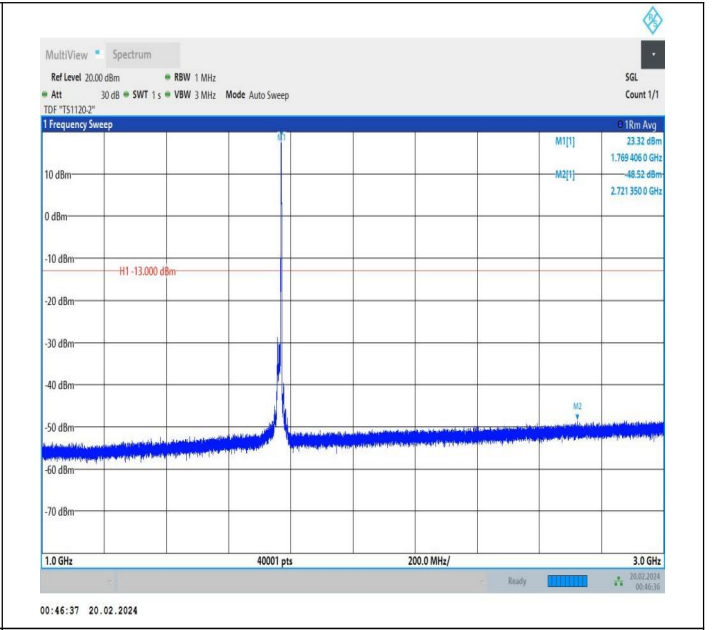 R&S
MultiView Spectrum
Ref Level 20.00 dBm RBW 1 MHz SGL
Att 30 dB SWT 1 s VBW 3 MHz Mode Auto Sweep Count 1/1
TDF "TS1120-2"
1 Frequency Sweep 1Rm Avg
M1 M1[1] 23.32 dBm
1.769 406 0 GHz
10 dBm M2[1] -48.52 dBm
2.721 350 0 GHz
0 dBm
-10 dBm
H1 -13.000 dBm
-20 dBm
-30 dBm
-40 dBm
M2
-50 dBm
-60 dBm
-70 dBm
1.0 GHz 40001 pts 200.0 MHz/ 3.0 GHz
Ready 20.02.2024
00:46:36
00:46:37 20.02.2024